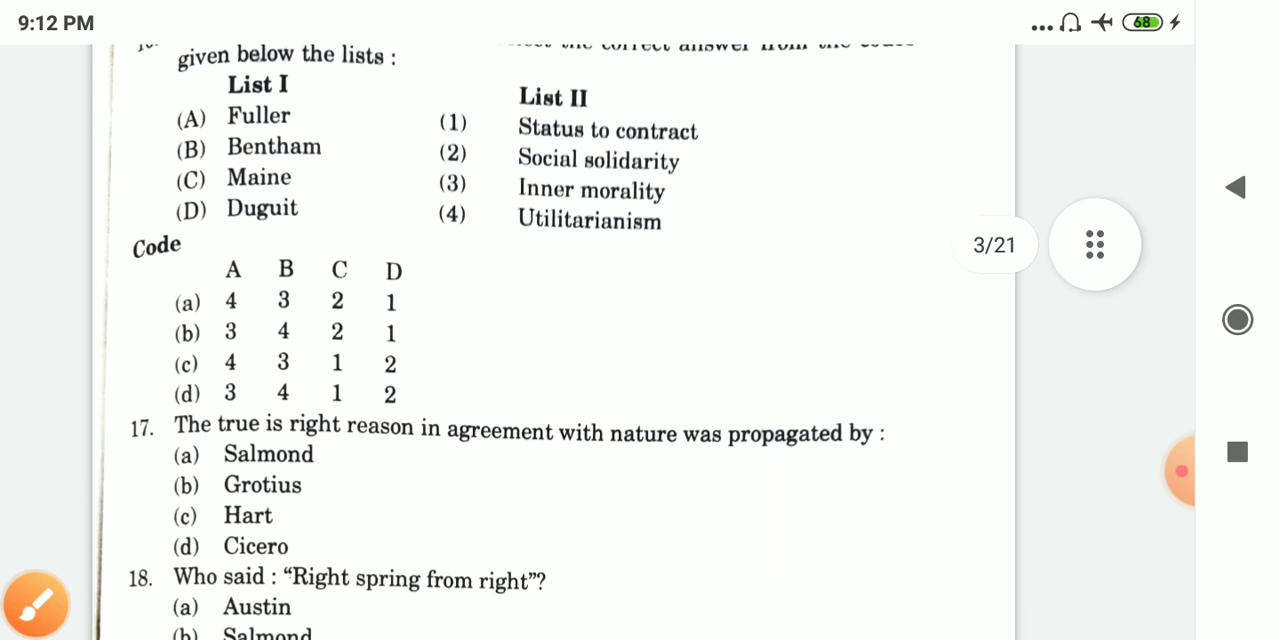 9:12 PM
68
given below the lists :
List I List II
(A) Fuller (1) Status to contract
(B) Bentham (2) Social solidarity
(C) Maine (3) Inner morality
(D) Duguit (4) Utilitarianism
Code
A B C D
(a) 4 3 2 1
(b) 3 4 2 1
(c) 4 3 1 2
(d) 3 4 1 2
3/21
17. The true is right reason in agreement with nature was propagated by :
(a) Salmond
(b) Grotius
(c) Hart
(d) Cicero
18. Who said : “Right spring from right”?
(a) Austin
(b) Salmond